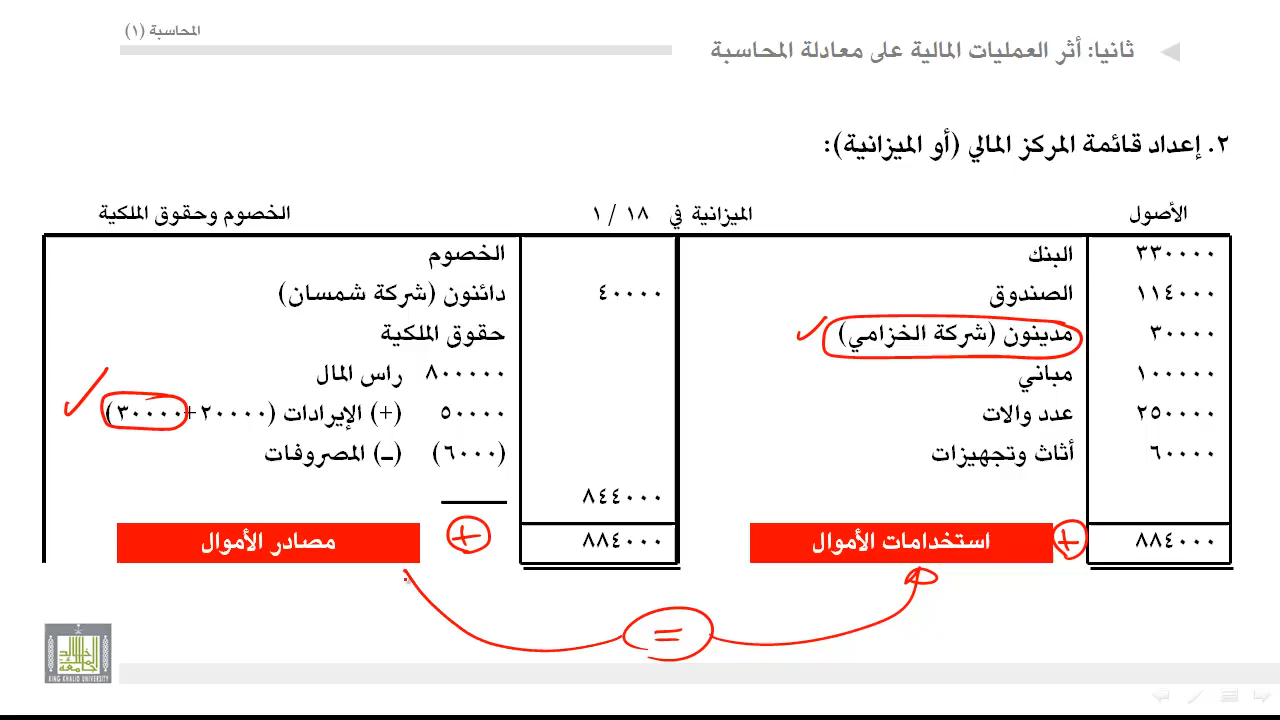 المحاسبة (١)
ثانيا: أثر العمليات المالية على معادلة المحاسبة
٢. إعداد قائمة المركز المالي (أو الميزانية):
الأصول الميزانية في ١٨ / ١ الخصوم وحقوق الملكية
٣٣٠٠٠٠ البنك الخصوم
١١٤٠٠٠ الصندوق ٤٠٠٠٠ دائنون (شركة شمسان)
٣٠٠٠٠ مدينون (شركة الخزامي) حقوق الملكية
١٠٠٠٠٠ مباني ٨٠٠٠٠٠ راس المال
٢٥٠٠٠٠ عدد والات ٥٠٠٠٠ (+) الإيرادات (٢٠٠٠٠+٣٠٠٠٠)
٦٠٠٠٠ أثاث وتجهيزات (٦٠٠٠) (ـ) المصروفات
٨٤٤٠٠٠
٨٨٤٠٠٠ + استخدامات الأموال ٨٨٤٠٠٠ + مصادر الأموال
=
KING KHALID UNIVERSITY